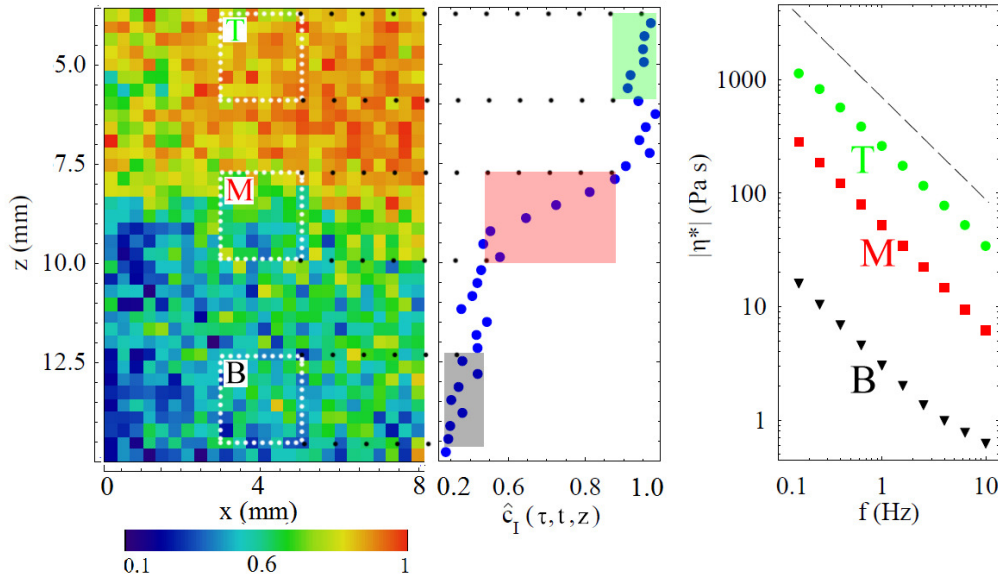 T
M
B
5.0
7.5
10.0
12.5
z (mm)
0
4
8
x (mm)
0.1
0.6
1
0.2
0.6
0.8
1.0
ĉ_I (τ, t, z)
T
M
B
1000
100
10
1
|η*| (Pa s)
0.1
1
10
f (Hz)